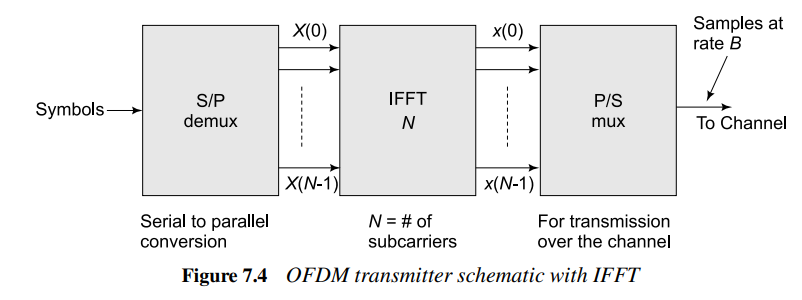 Samples at
rate B
X(0)
x(0)
Symbols
S/P
demux
IFFT
N
P/S
mux
To Channel
X(N-1)
x(N-1)
Serial to parallel
conversion
N = # of
subcarriers
For transmission
over the channel
Figure 7.4 OFDM transmitter schematic with IFFT